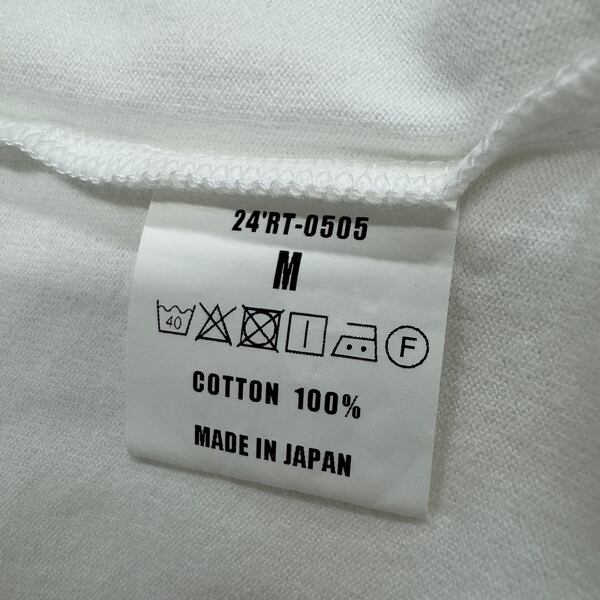 24'RT-0505
M
40 F
COTTON 100%
MADE IN JAPAN